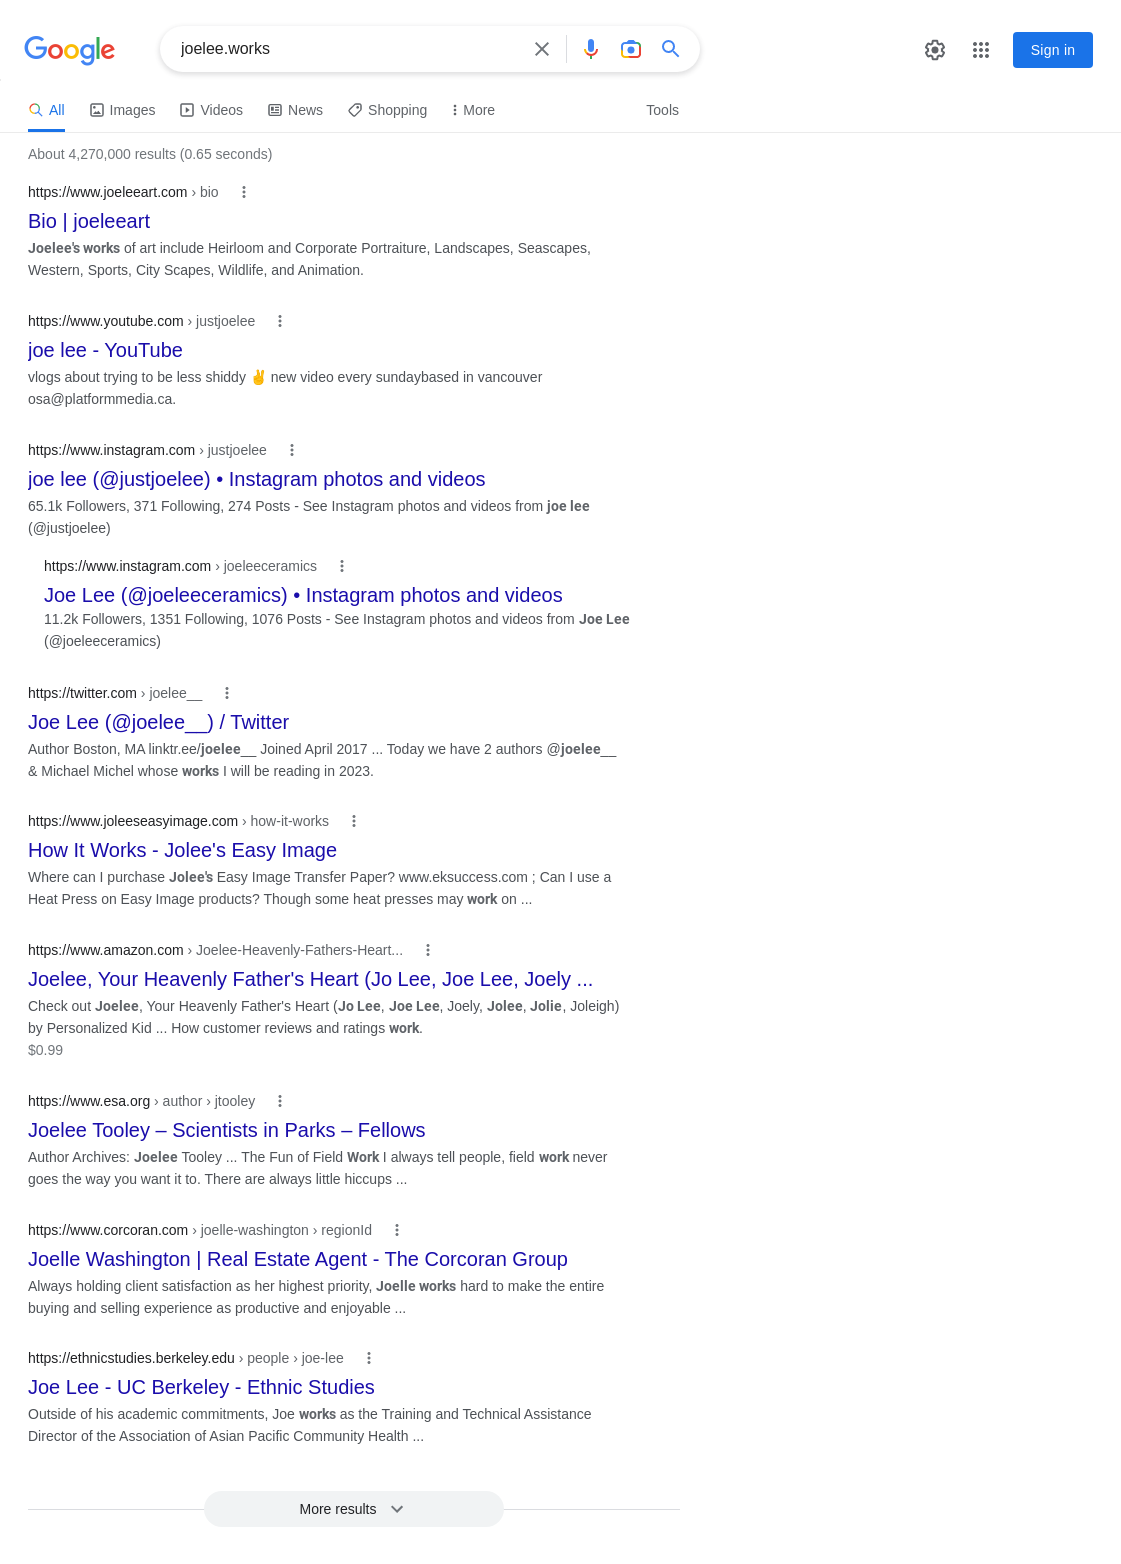 Google
joelee.works
Sign in
All
Images
Videos
News
Shopping
More
Tools
About 4,270,000 results (0.65 seconds)
https://www.joeleeart.com › bio
Bio | joeleeart
Joelee's works of art include Heirloom and Corporate Portraiture, Landscapes, Seascapes,
Western, Sports, City Scapes, Wildlife, and Animation.
https://www.youtube.com › justjoelee
joe lee - YouTube
vlogs about trying to be less shiddy ✌ new video every sundaybased in vancouver
osa@platformmedia.ca.
https://www.instagram.com › justjoelee
joe lee (@justjoelee) • Instagram photos and videos
65.1k Followers, 371 Following, 274 Posts - See Instagram photos and videos from joe lee
(@justjoelee)
https://www.instagram.com › joeleeceramics
Joe Lee (@joeleeceramics) • Instagram photos and videos
11.2k Followers, 1351 Following, 1076 Posts - See Instagram photos and videos from Joe Lee
(@joeleeceramics)
https://twitter.com › joelee__
Joe Lee (@joelee__) / Twitter
Author Boston, MA linktr.ee/joelee__ Joined April 2017 ... Today we have 2 authors @joelee__
& Michael Michel whose works I will be reading in 2023.
https://www.joleeseasyimage.com › how-it-works
How It Works - Jolee's Easy Image
Where can I purchase Jolee's Easy Image Transfer Paper? www.eksuccess.com ; Can I use a
Heat Press on Easy Image products? Though some heat presses may work on ...
https://www.amazon.com › Joelee-Heavenly-Fathers-Heart...
Joelee, Your Heavenly Father's Heart (Jo Lee, Joe Lee, Joely ...
Check out Joelee, Your Heavenly Father's Heart (Jo Lee, Joe Lee, Joely, Jolee, Jolie, Joleigh)
by Personalized Kid ... How customer reviews and ratings work.
$0.99
https://www.esa.org › author › jtooley
Joelee Tooley – Scientists in Parks – Fellows
Author Archives: Joelee Tooley ... The Fun of Field Work I always tell people, field work never
goes the way you want it to. There are always little hiccups ...
https://www.corcoran.com › joelle-washington › regionId
Joelle Washington | Real Estate Agent - The Corcoran Group
Always holding client satisfaction as her highest priority, Joelle works hard to make the entire
buying and selling experience as productive and enjoyable ...
https://ethnicstudies.berkeley.edu › people › joe-lee
Joe Lee - UC Berkeley - Ethnic Studies
Outside of his academic commitments, Joe works as the Training and Technical Assistance
Director of the Association of Asian Pacific Community Health ...
More results